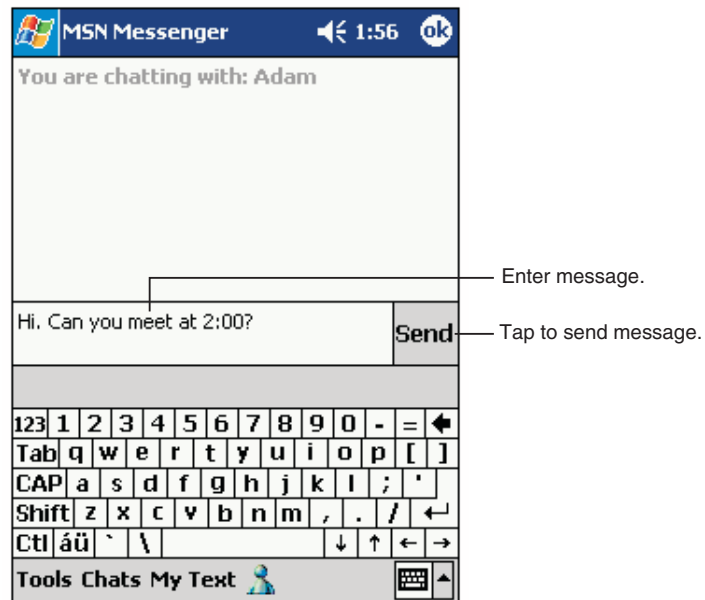 MSN Messenger 1:56 ok
You are chatting with: Adam
Enter message.
Hi. Can you meet at 2:00?
Send
Tap to send message.
123 1 2 3 4 5 6 7 8 9 0 - =
Tab q w e r t y u i o p [ ]
CAP a s d f g h j k l ; '
Shift z x c v b n m , . /
Ctl áü ` \
Tools Chats My Text